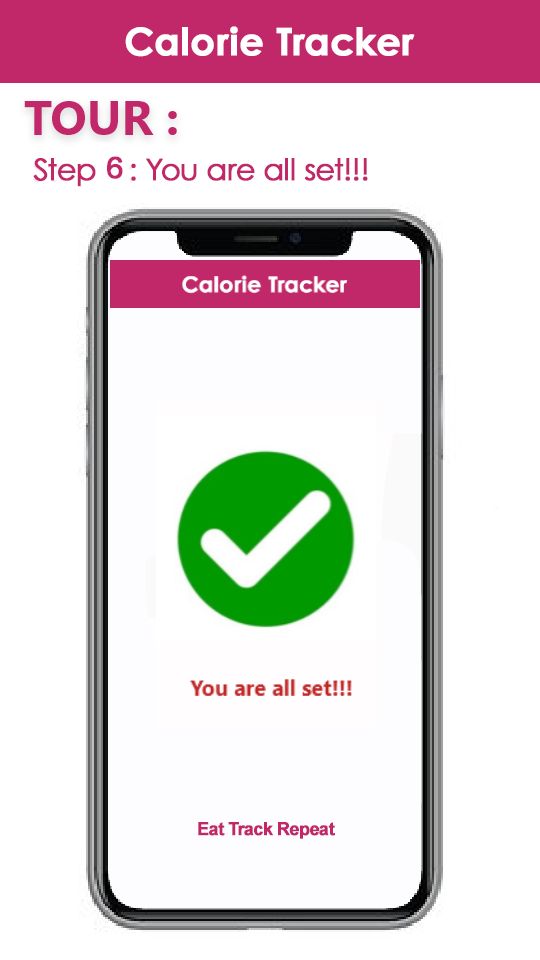 Calorie Tracker
TOUR :
Step 6 : You are all set!!!
Calorie Tracker
You are all set!!!
Eat Track Repeat